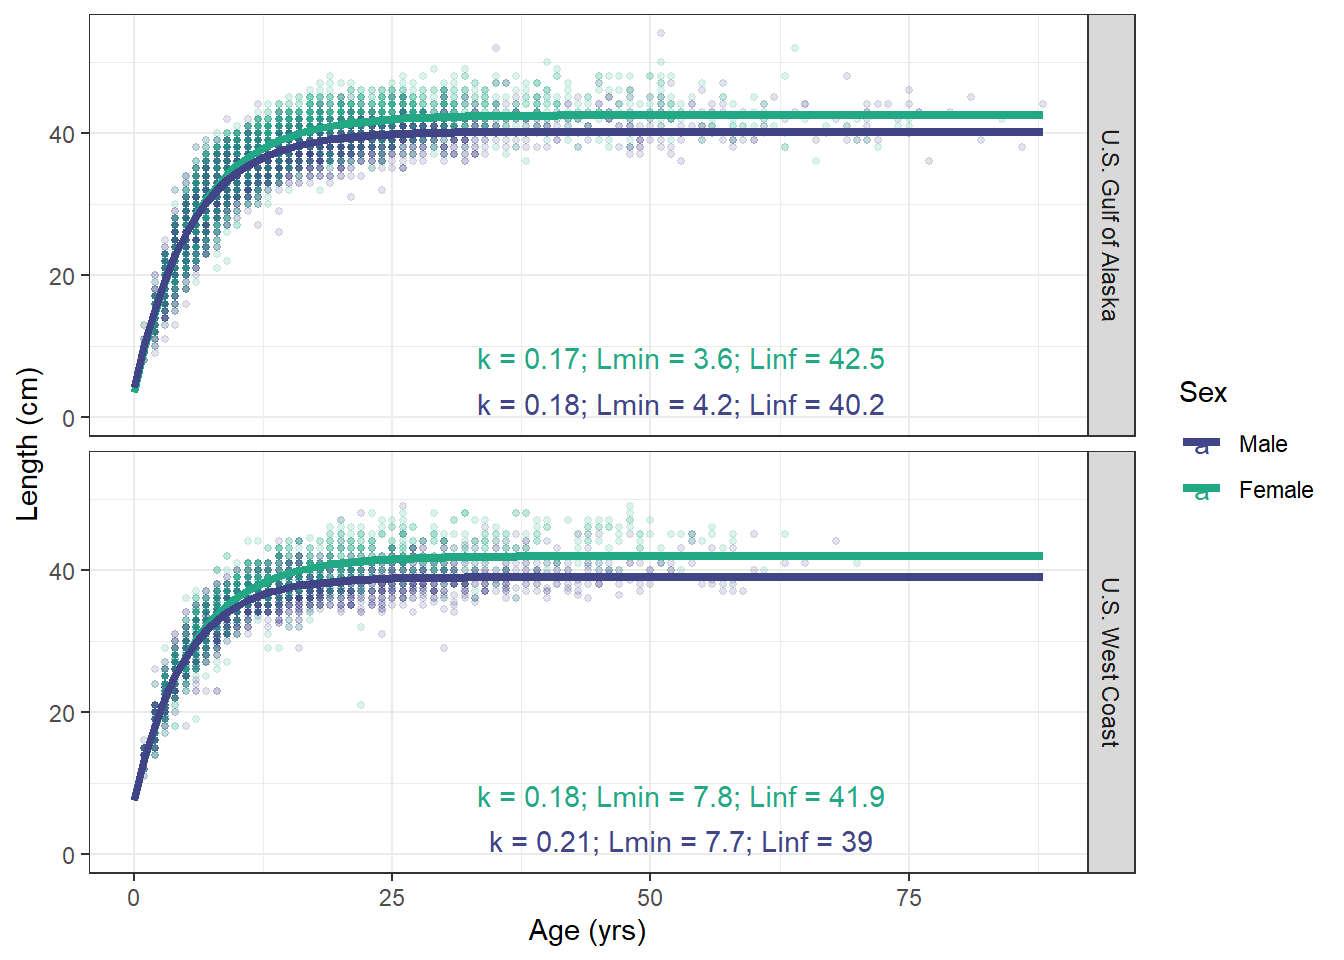 Length (cm)
40
20
0
k = 0.17; Lmin = 3.6; Linf = 42.5
k = 0.18; Lmin = 4.2; Linf = 40.2
U.S. Gulf of Alaska
40
20
0
k = 0.18; Lmin = 7.8; Linf = 41.9
k = 0.21; Lmin = 7.7; Linf = 39
U.S. West Coast
0 25 50 75
Age (yrs)
Sex
a Male
a Female